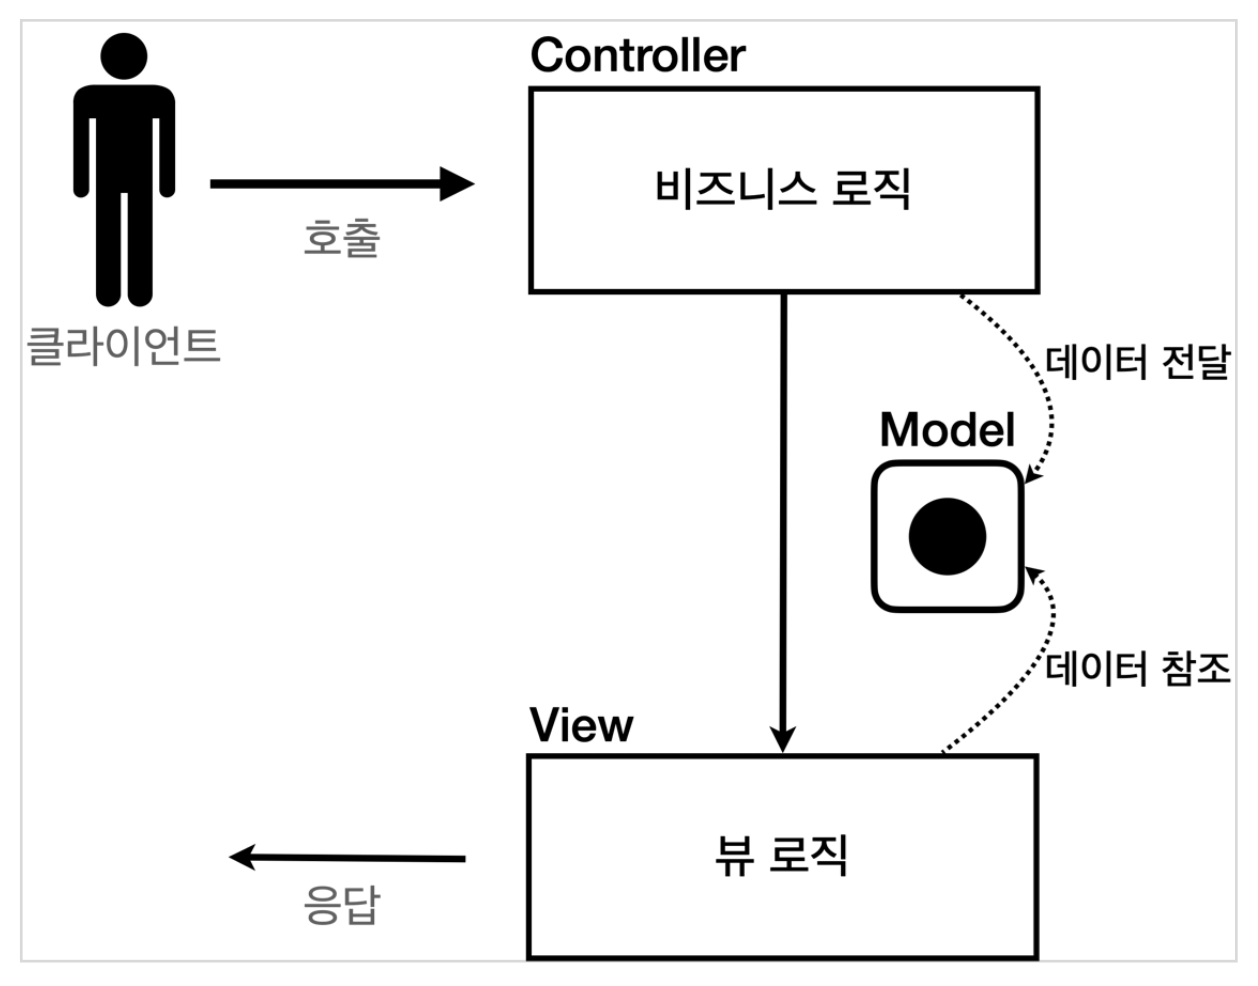 Controller
비즈니스 로직
호출
클라이언트
데이터 전달
Model
데이터 참조
View
뷰 로직
응답